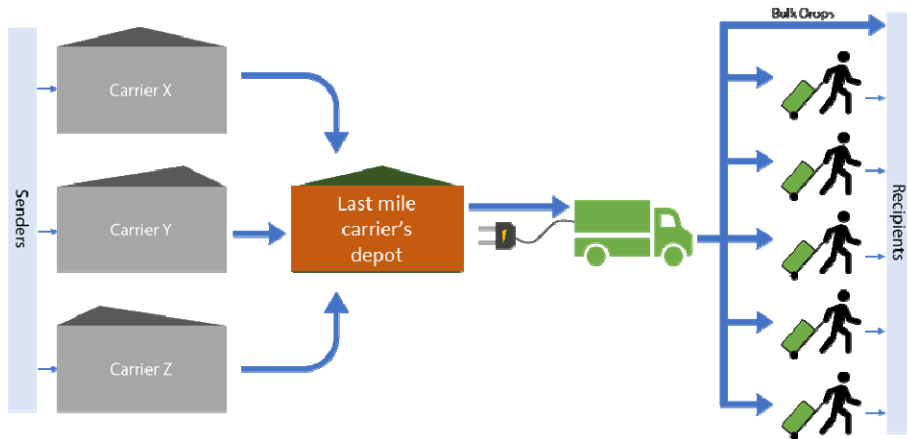 Senders
Carrier X
Carrier Y
Carrier Z
Last mile
carrier's
depot
Bulk Drops
Recipients